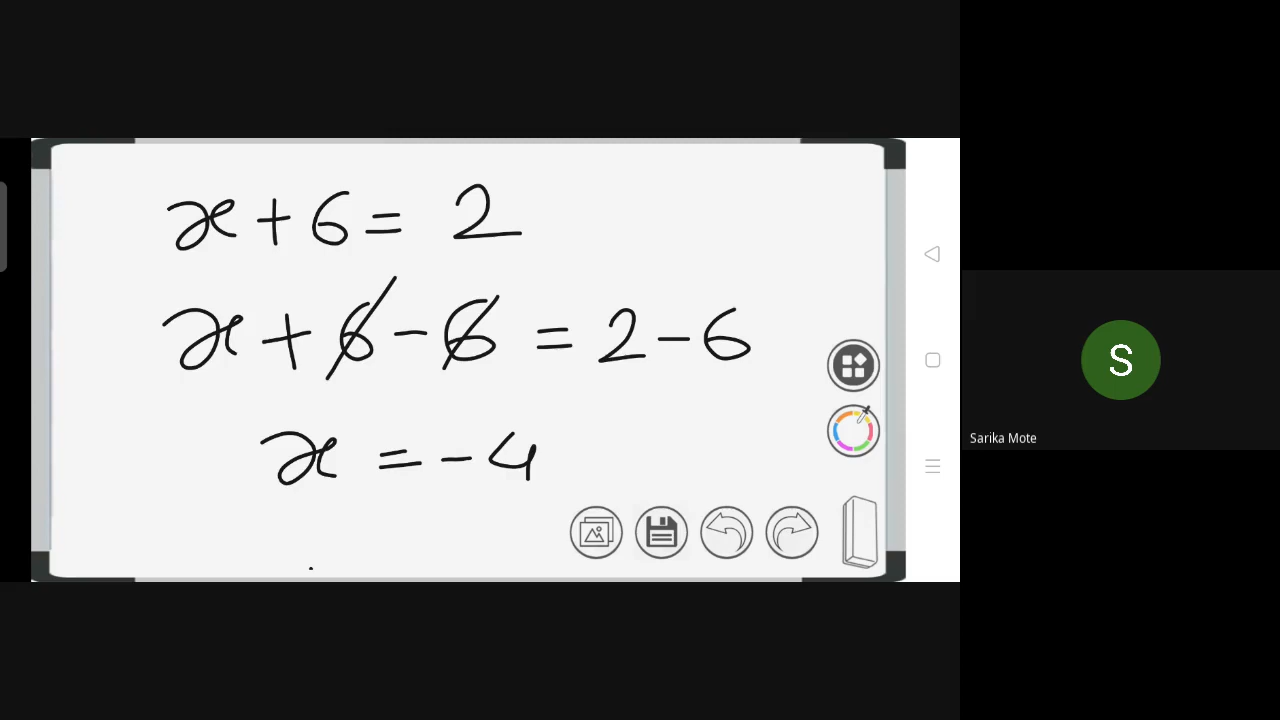 x + 6 = 2
x + 6 - 6 = 2 - 6
x = - 4
S
Sarika Mote